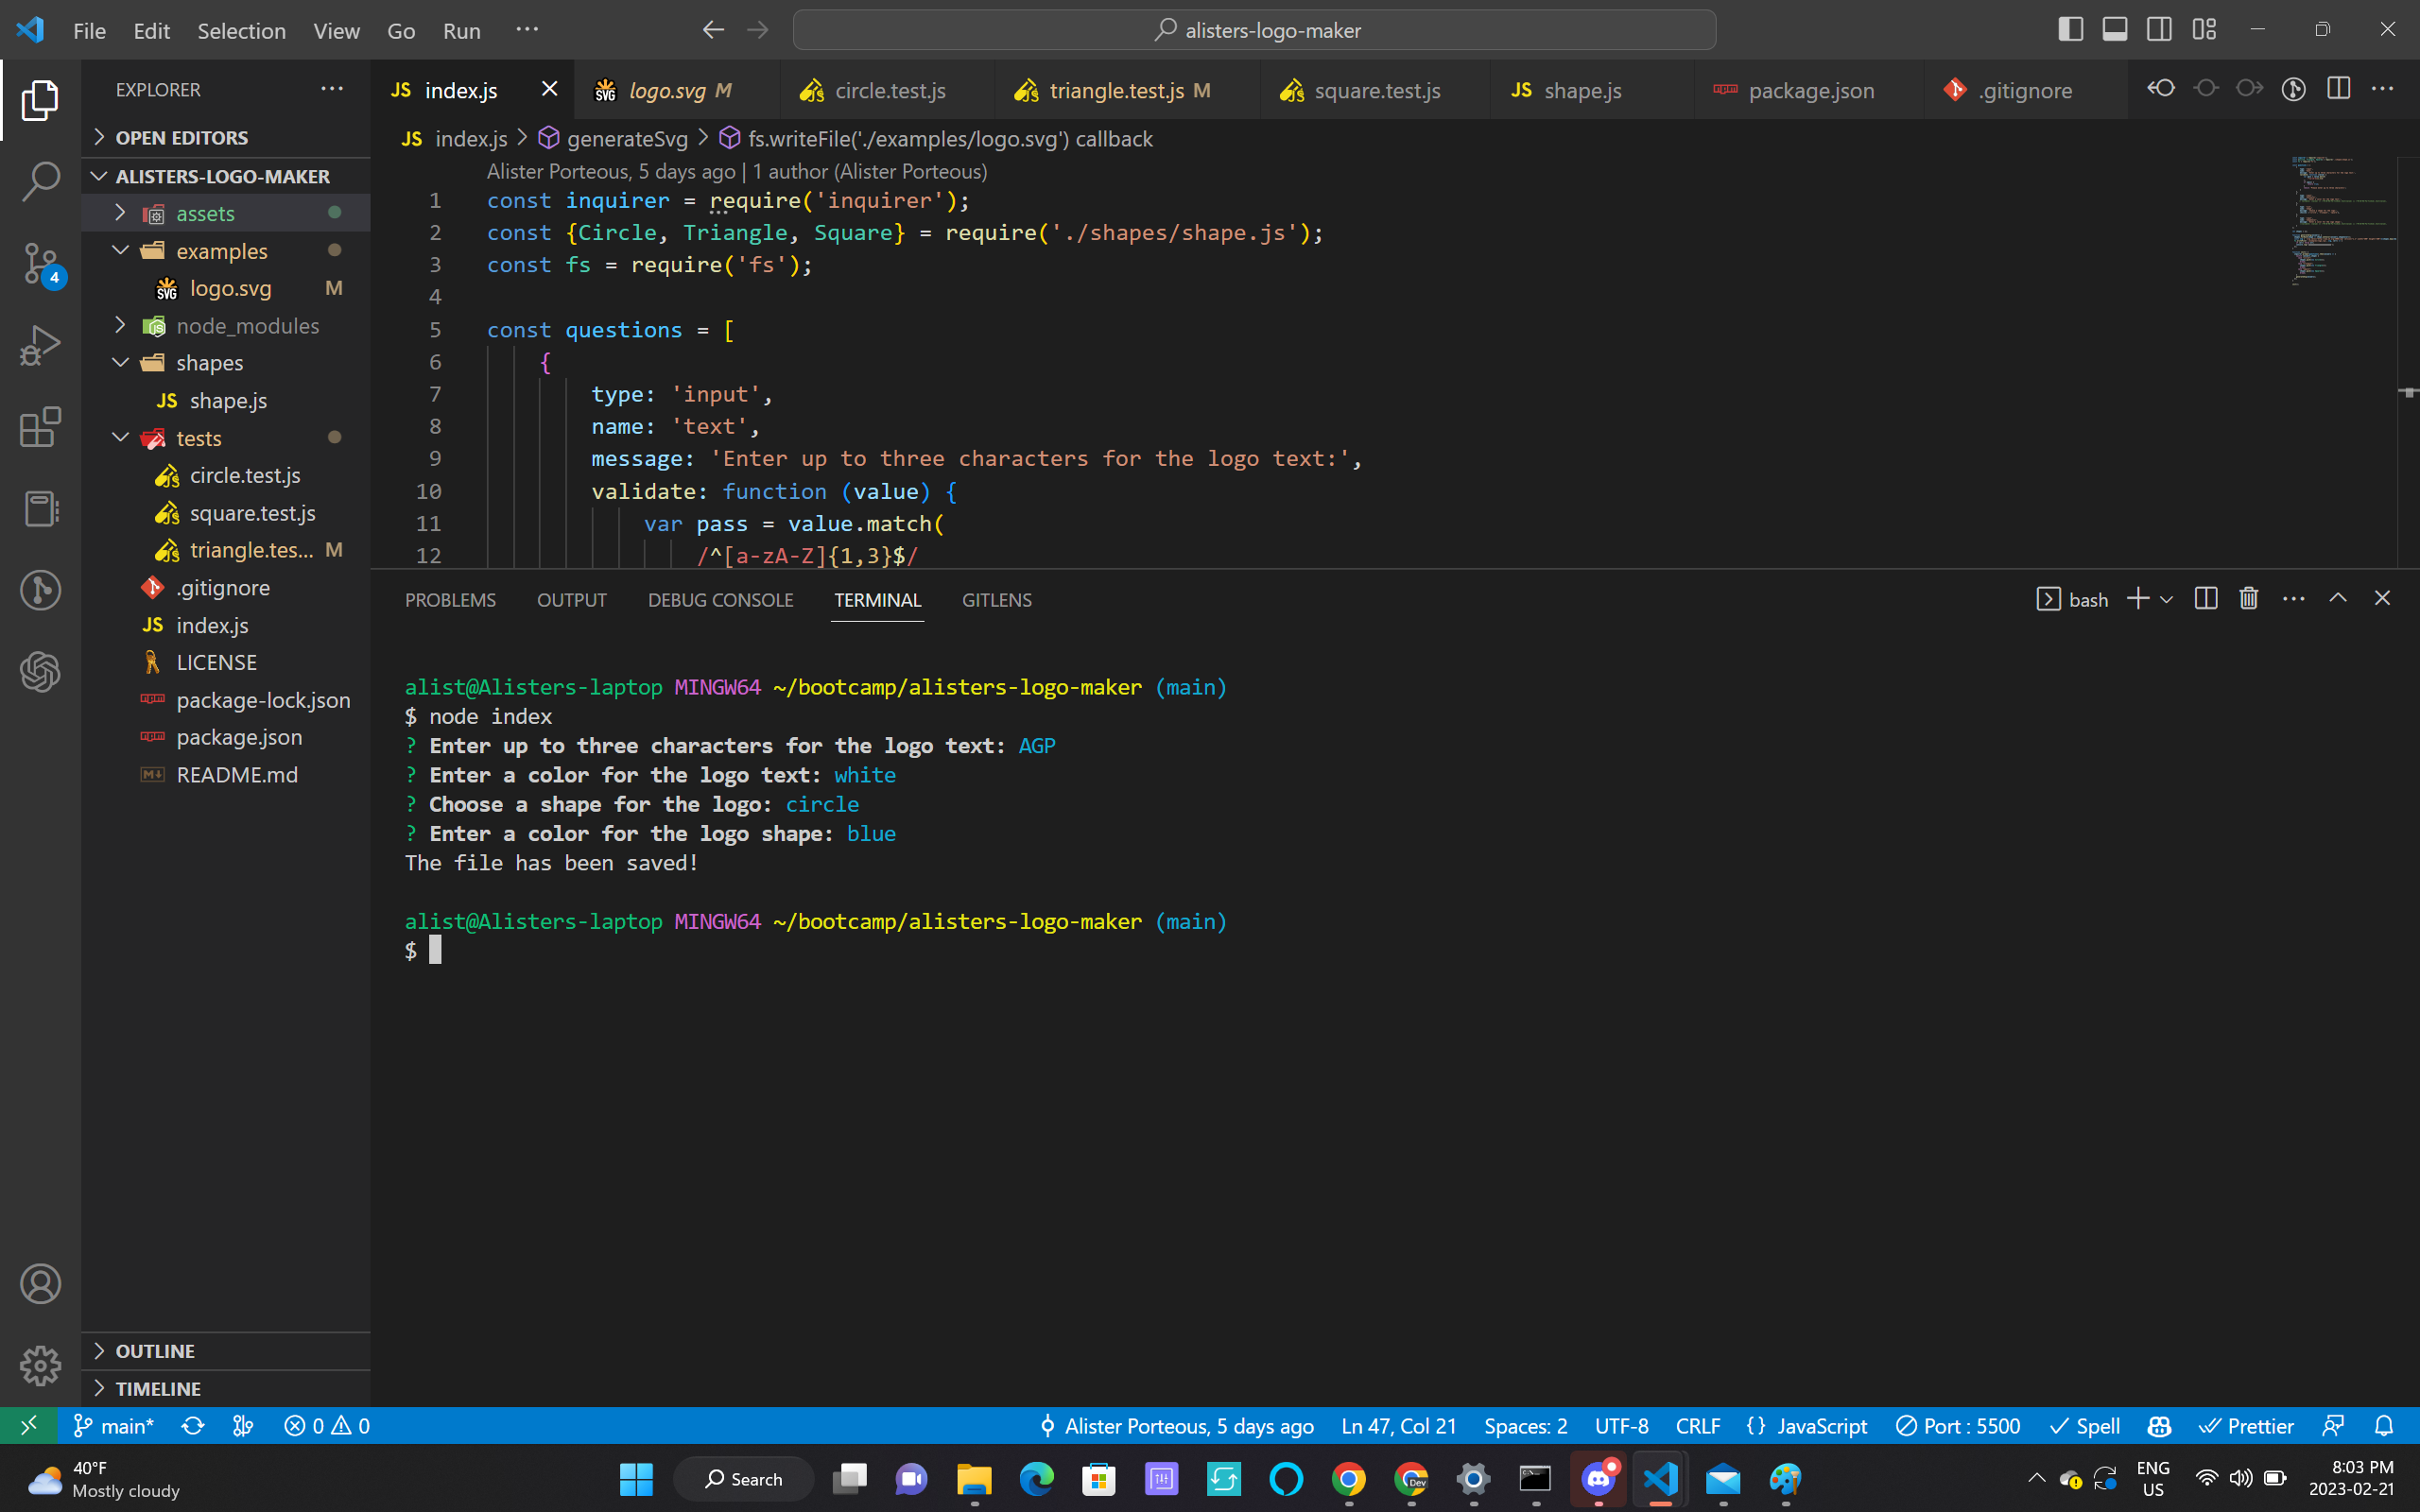 File Edit Selection View Go Run ··· alisters-logo-maker
EXPLORER ···
OPEN EDITORS
ALISTERS-LOGO-MAKER
assets
examples
logo.svg M
node_modules
shapes
JS shape.js
tests
circle.test.js
square.test.js
triangle.tes... M
.gitignore
JS index.js
LICENSE
package-lock.json
package.json
README.md
OUTLINE
TIMELINE
4
JS index.js logo.svg M circle.test.js triangle.test.js M square.test.js JS shape.js package.json .gitignore
JS index.js > generateSvg > fs.writeFile('./examples/logo.svg') callback
Alister Porteous, 5 days ago | 1 author (Alister Porteous)
1 const inquirer = require('inquirer');
2 const {Circle, Triangle, Square} = require('./shapes/shape.js');
3 const fs = require('fs');
4
5 const questions = [
6 {
7 type: 'input',
8 name: 'text',
9 message: 'Enter up to three characters for the logo text:',
10 validate: function (value) {
11 var pass = value.match(
12 /^[a-zA-Z]{1,3}$/
PROBLEMS OUTPUT DEBUG CONSOLE TERMINAL GITLENS bash
alist@Alisters-laptop MINGW64 ~/bootcamp/alisters-logo-maker (main)
$ node index
? Enter up to three characters for the logo text: AGP
? Enter a color for the logo text: white
? Choose a shape for the logo: circle
? Enter a color for the logo shape: blue
The file has been saved!
alist@Alisters-laptop MINGW64 ~/bootcamp/alisters-logo-maker (main)
$
main* 0 0 Alister Porteous, 5 days ago Ln 47, Col 21 Spaces: 2 UTF-8 CRLF {} JavaScript Port : 5500 Spell Prettier
40°F
Mostly cloudy
Search
ENG
US
8:03 PM
2023-02-21